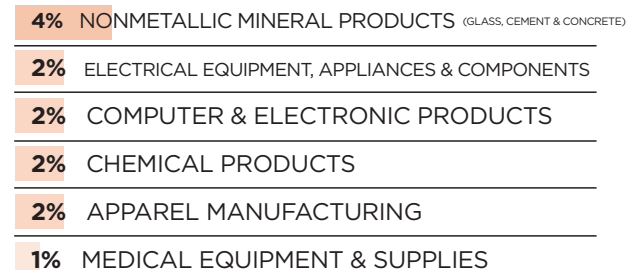 4% NONMETALLIC MINERAL PRODUCTS (GLASS, CEMENT & CONCRETE)
2% ELECTRICAL EQUIPMENT, APPLIANCES & COMPONENTS
2% COMPUTER & ELECTRONIC PRODUCTS
2% CHEMICAL PRODUCTS
2% APPAREL MANUFACTURING
1% MEDICAL EQUIPMENT & SUPPLIES